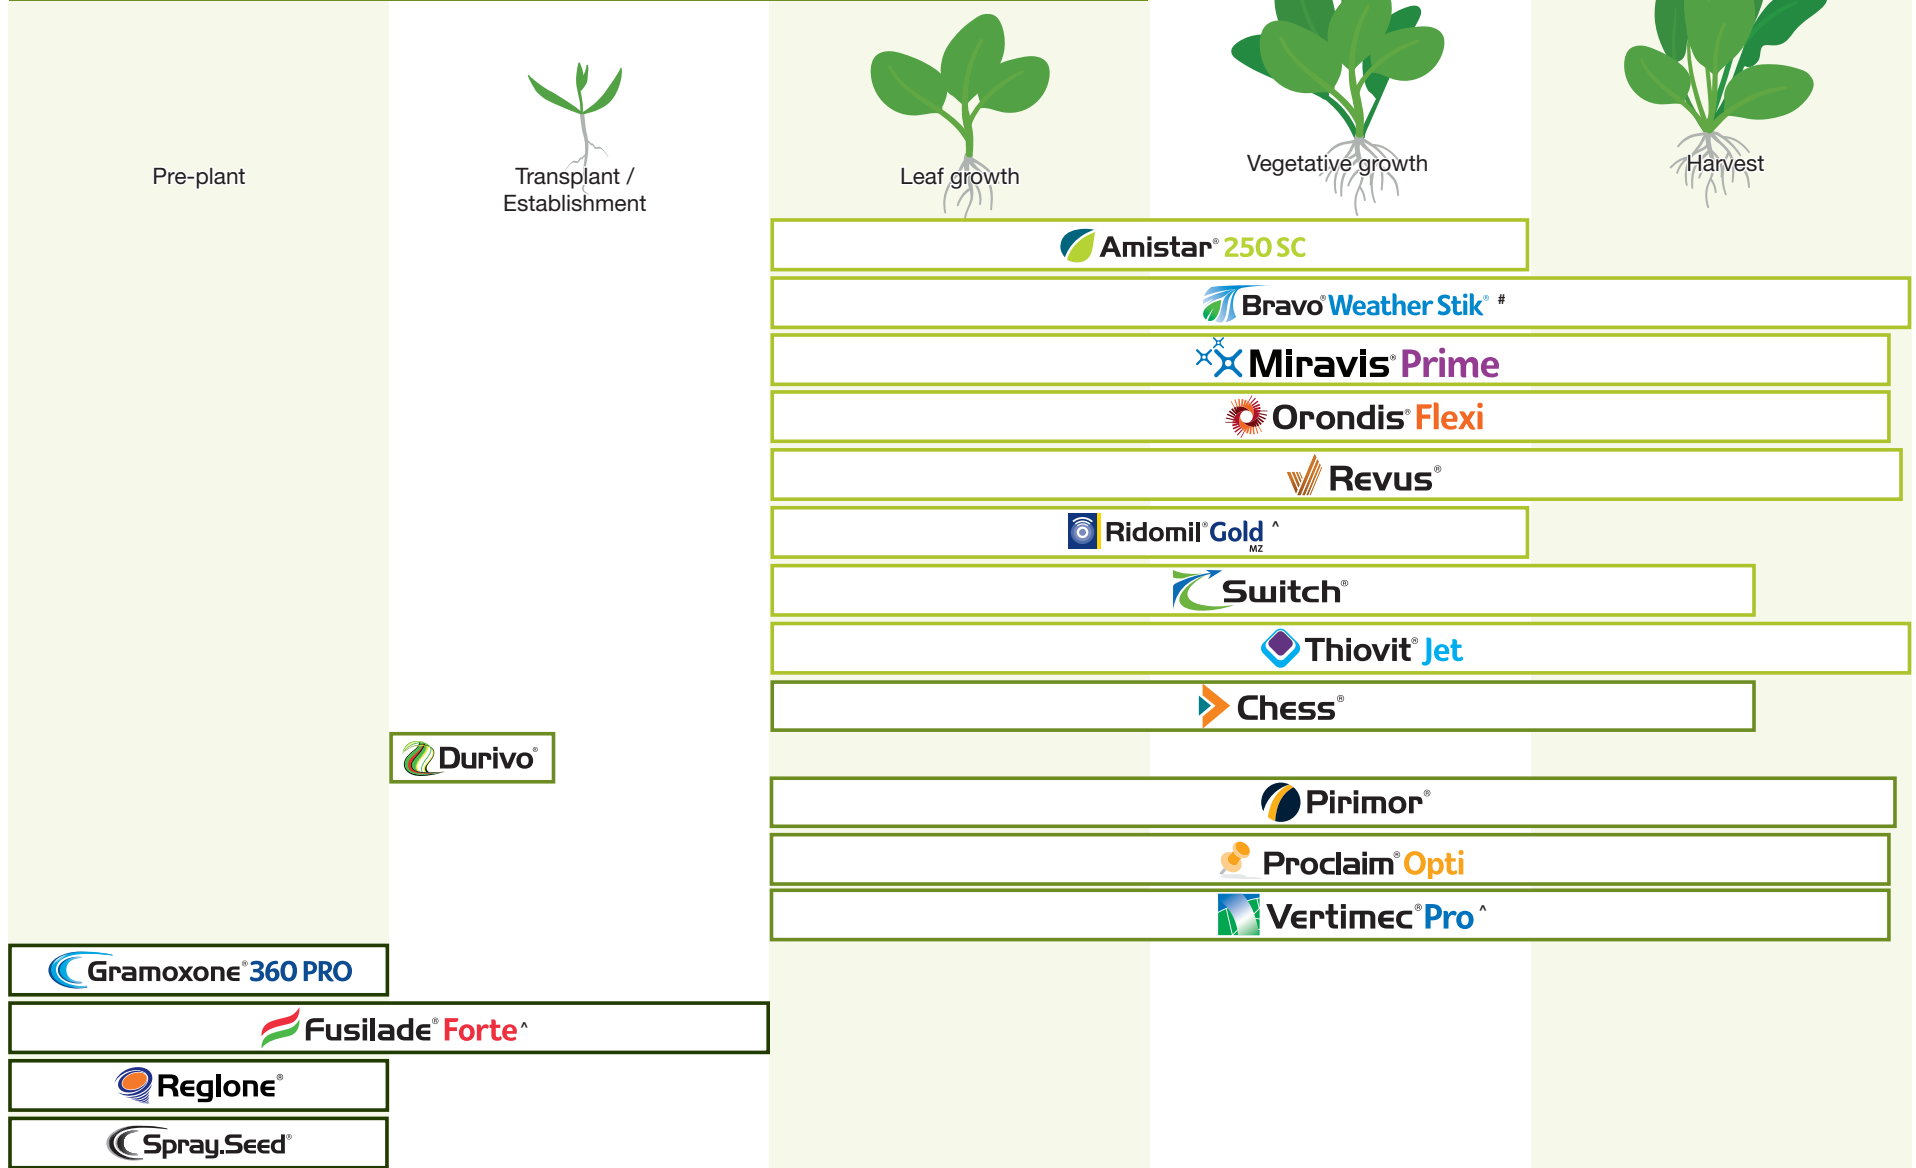 Pre-plant
Transplant /
Establishment
Leaf growth
Vegetative growth
Harvest
Amistar® 250 SC
Bravo® Weather Stik® #
Miravis® Prime
Orondis® Flexi
Revus®
Ridomil® Gold ^
MZ
Switch®
Thiovit® Jet
Chess®
Durivo®
Pirimor®
Proclaim® Opti
Vertimec® Pro ^
Gramoxone® 360 PRO
Fusilade® Forte ^
Reglone®
Spray.Seed®